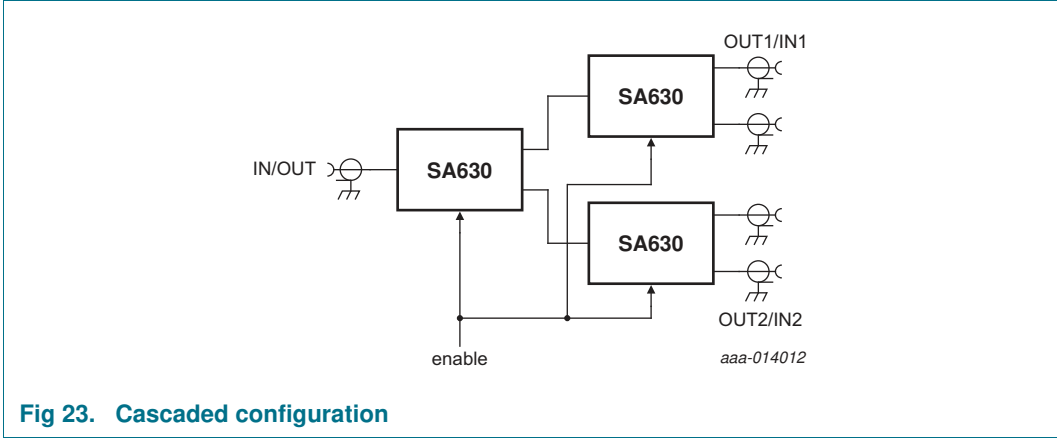 OUT1/IN1
SA630
IN/OUT
SA630
SA630
OUT2/IN2
enable
aaa-014012
Fig 23. Cascaded configuration